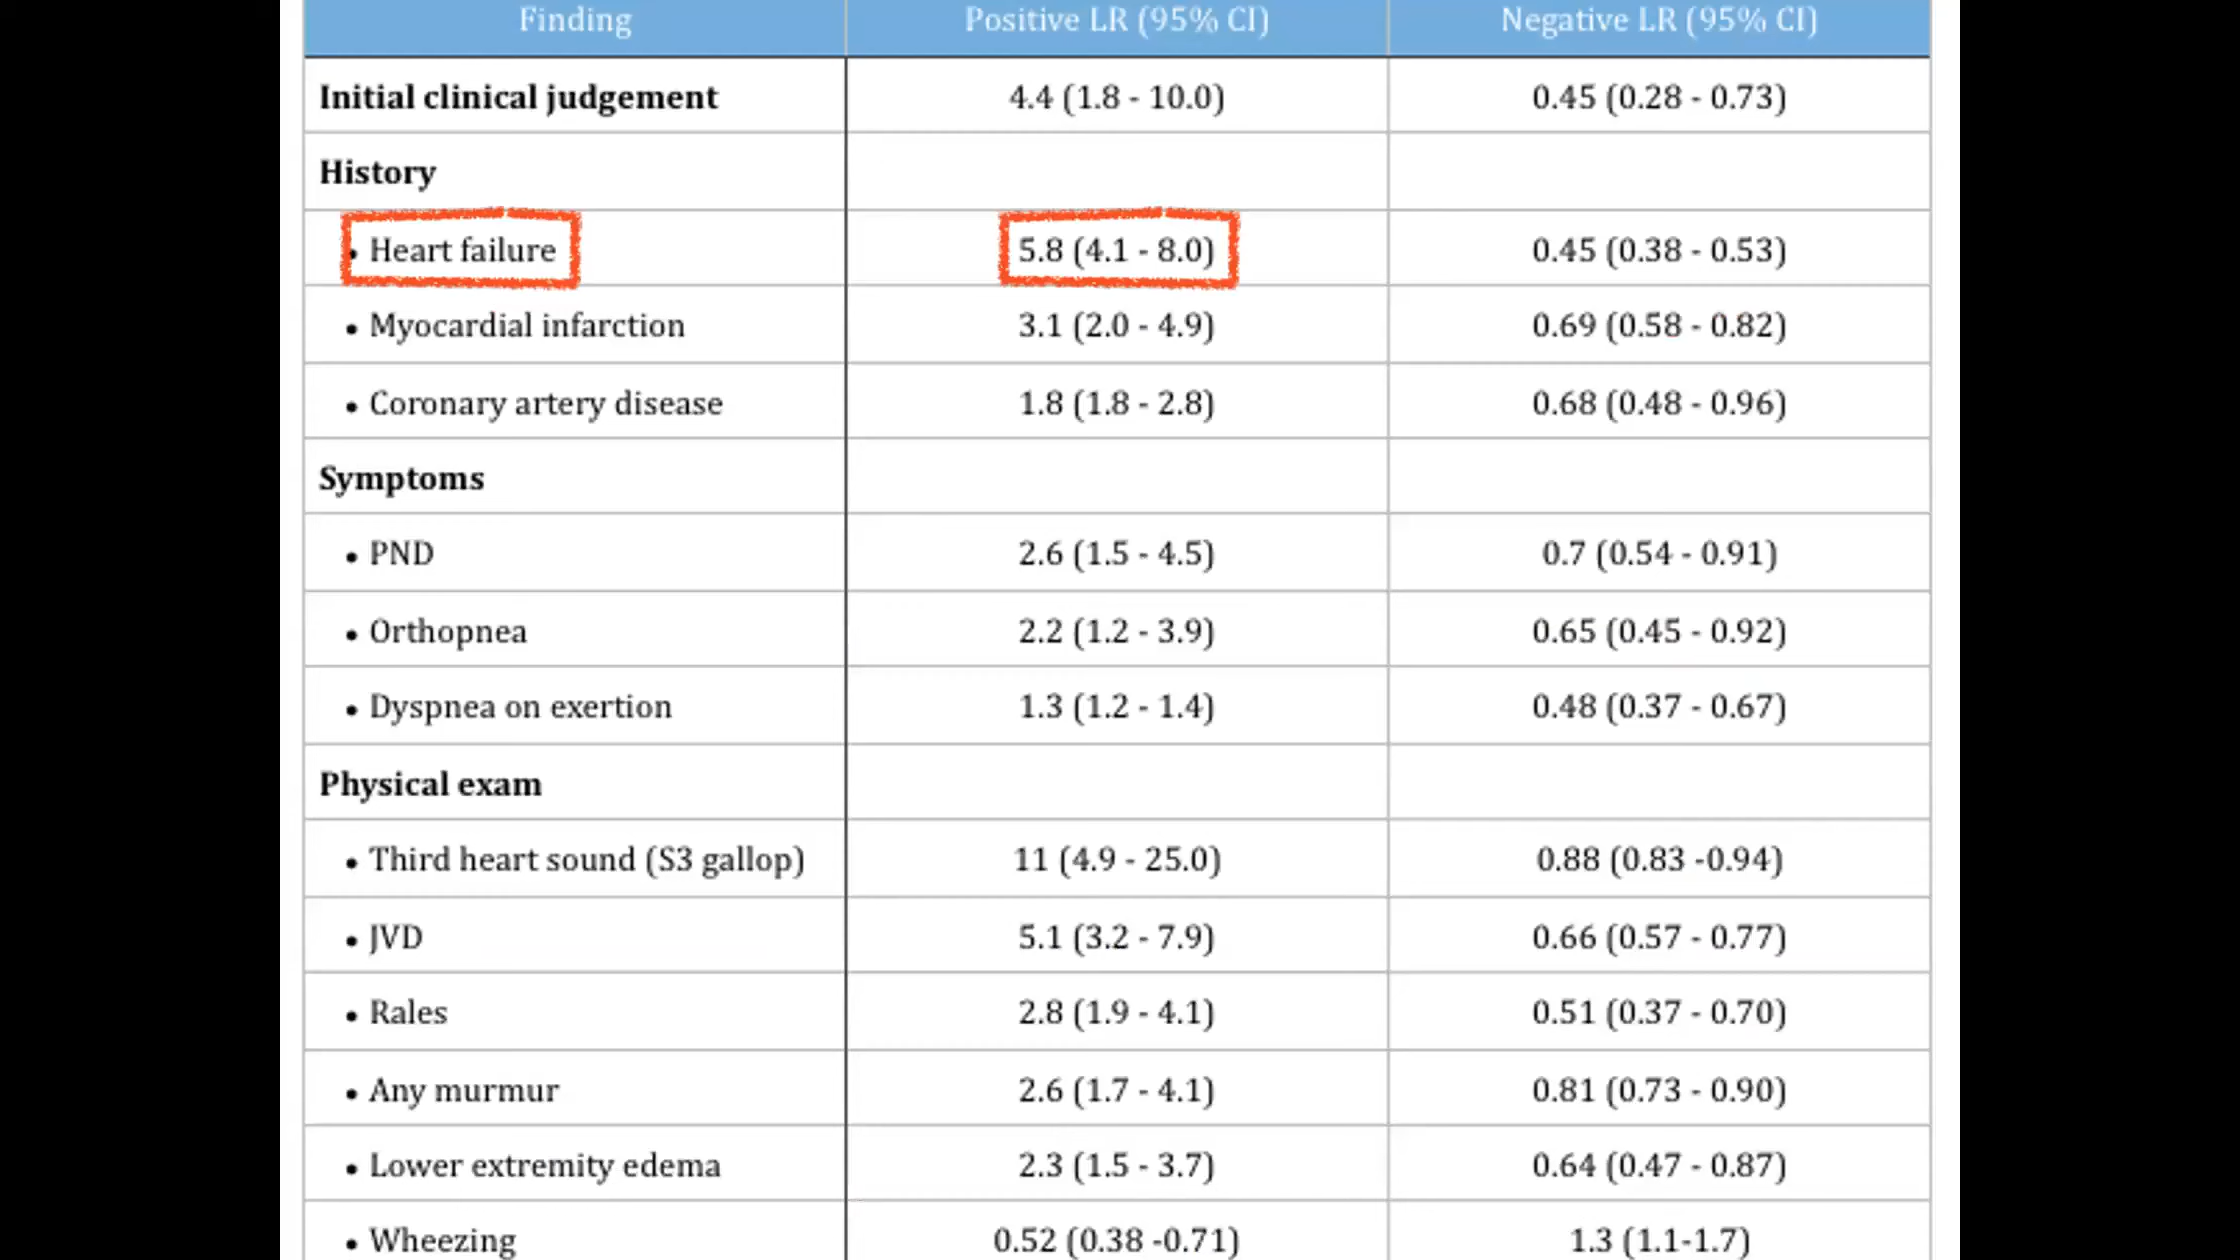 Finding Positive LR (95% CI) Negative LR (95% CI)
Initial clinical judgement 4.4 (1.8 - 10.0) 0.45 (0.28 - 0.73)
History
• Heart failure 5.8 (4.1 - 8.0) 0.45 (0.38 - 0.53)
• Myocardial infarction 3.1 (2.0 - 4.9) 0.69 (0.58 - 0.82)
• Coronary artery disease 1.8 (1.8 - 2.8) 0.68 (0.48 - 0.96)
Symptoms
• PND 2.6 (1.5 - 4.5) 0.7 (0.54 - 0.91)
• Orthopnea 2.2 (1.2 - 3.9) 0.65 (0.45 - 0.92)
• Dyspnea on exertion 1.3 (1.2 - 1.4) 0.48 (0.37 - 0.67)
Physical exam
• Third heart sound (S3 gallop) 11 (4.9 - 25.0) 0.88 (0.83 -0.94)
• JVD 5.1 (3.2 - 7.9) 0.66 (0.57 - 0.77)
• Rales 2.8 (1.9 - 4.1) 0.51 (0.37 - 0.70)
• Any murmur 2.6 (1.7 - 4.1) 0.81 (0.73 - 0.90)
• Lower extremity edema 2.3 (1.5 - 3.7) 0.64 (0.47 - 0.87)
• Wheezing 0.52 (0.38 -0.71) 1.3 (1.1-1.7)